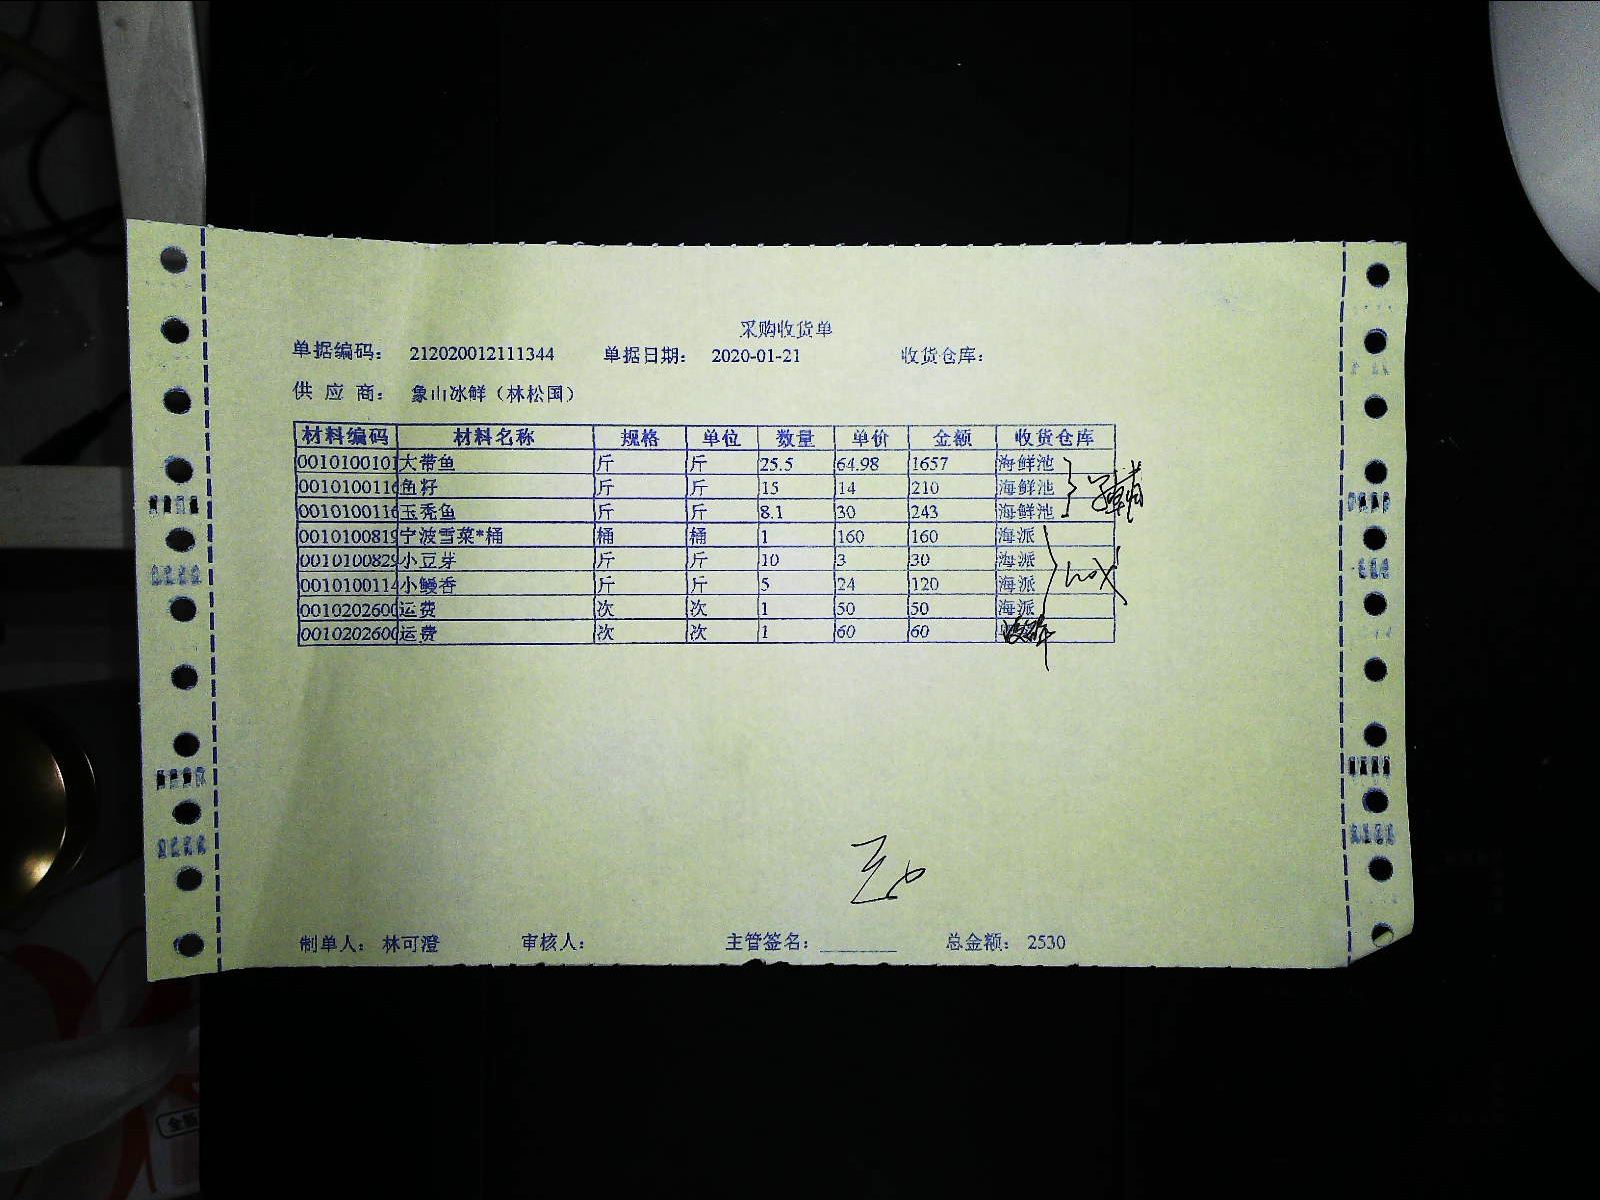 采购收货单
单据编码： 212020012111344 单据日期： 2020-01-21 收货仓库：
供 应 商： 象山冰鲜（林松国）
材料编码 材料名称 规格 单位 数量 单价 金额 收货仓库
0010100101 大带鱼 斤 斤 25.5 64.98 1657 海鲜池
0010100116 鱼籽 斤 斤 15 14 210 海鲜池
0010100116 玉秃鱼 斤 斤 8.1 30 243 海鲜池
0010100819 宁波雪菜*桶 桶 桶 1 160 160 海派
0010100829 小豆芽 斤 斤 10 3 30 海派
0010100114 小鳗香 斤 斤 5 24 120 海派
0010202600 运费 次 次 1 50 50 海派
0010202600 运费 次 次 1 60 60
制单人： 林可澄 审核人： 主管签名： 总金额： 2530